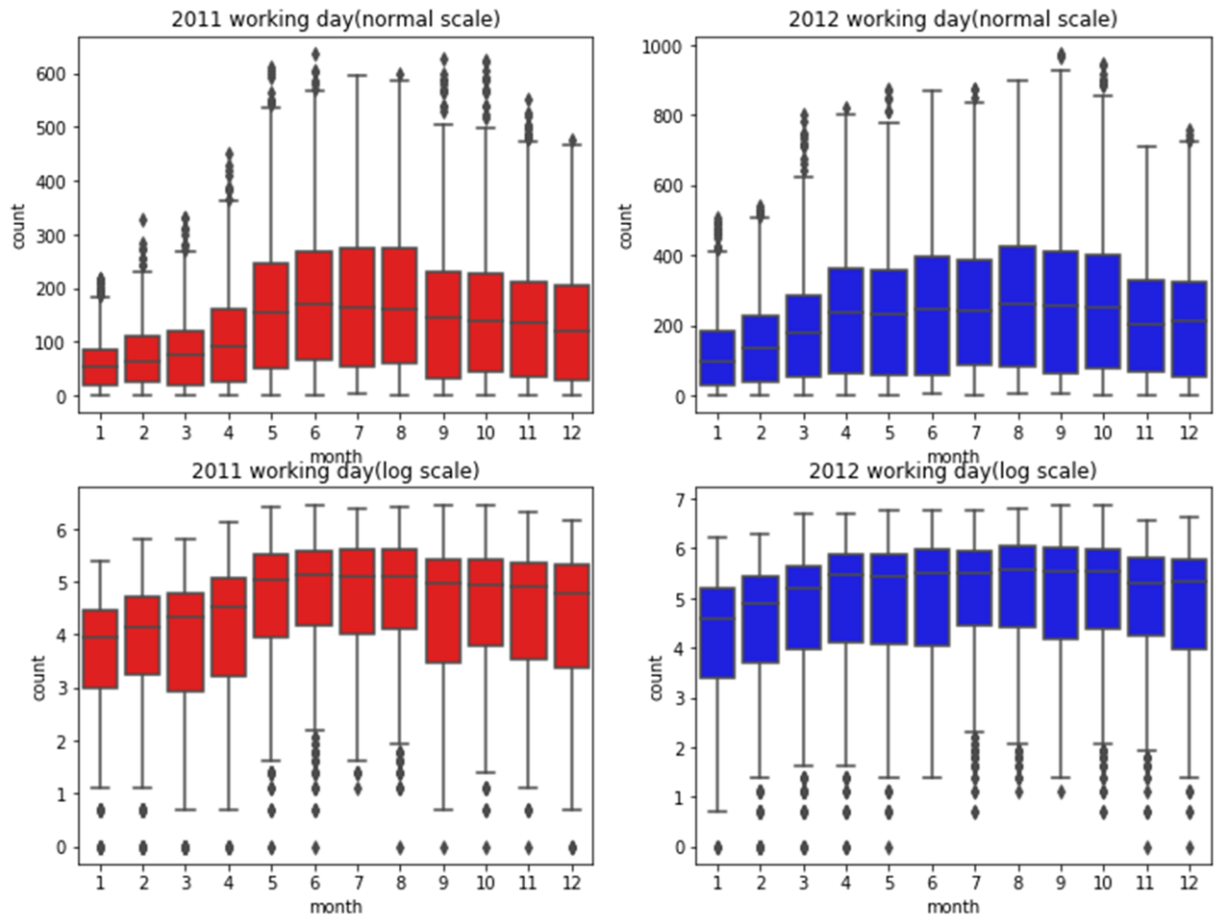 2011 working day(normal scale)
600
500
400
300
200
100
0
count
1 2 3 4 5 6 7 8 9 10 11 12
month
2012 working day(normal scale)
1000
800
600
400
200
0
count
1 2 3 4 5 6 7 8 9 10 11 12
month
2011 working day(log scale)
6
5
4
3
2
1
0
count
1 2 3 4 5 6 7 8 9 10 11 12
month
2012 working day(log scale)
7
6
5
4
3
2
1
0
count
1 2 3 4 5 6 7 8 9 10 11 12
month